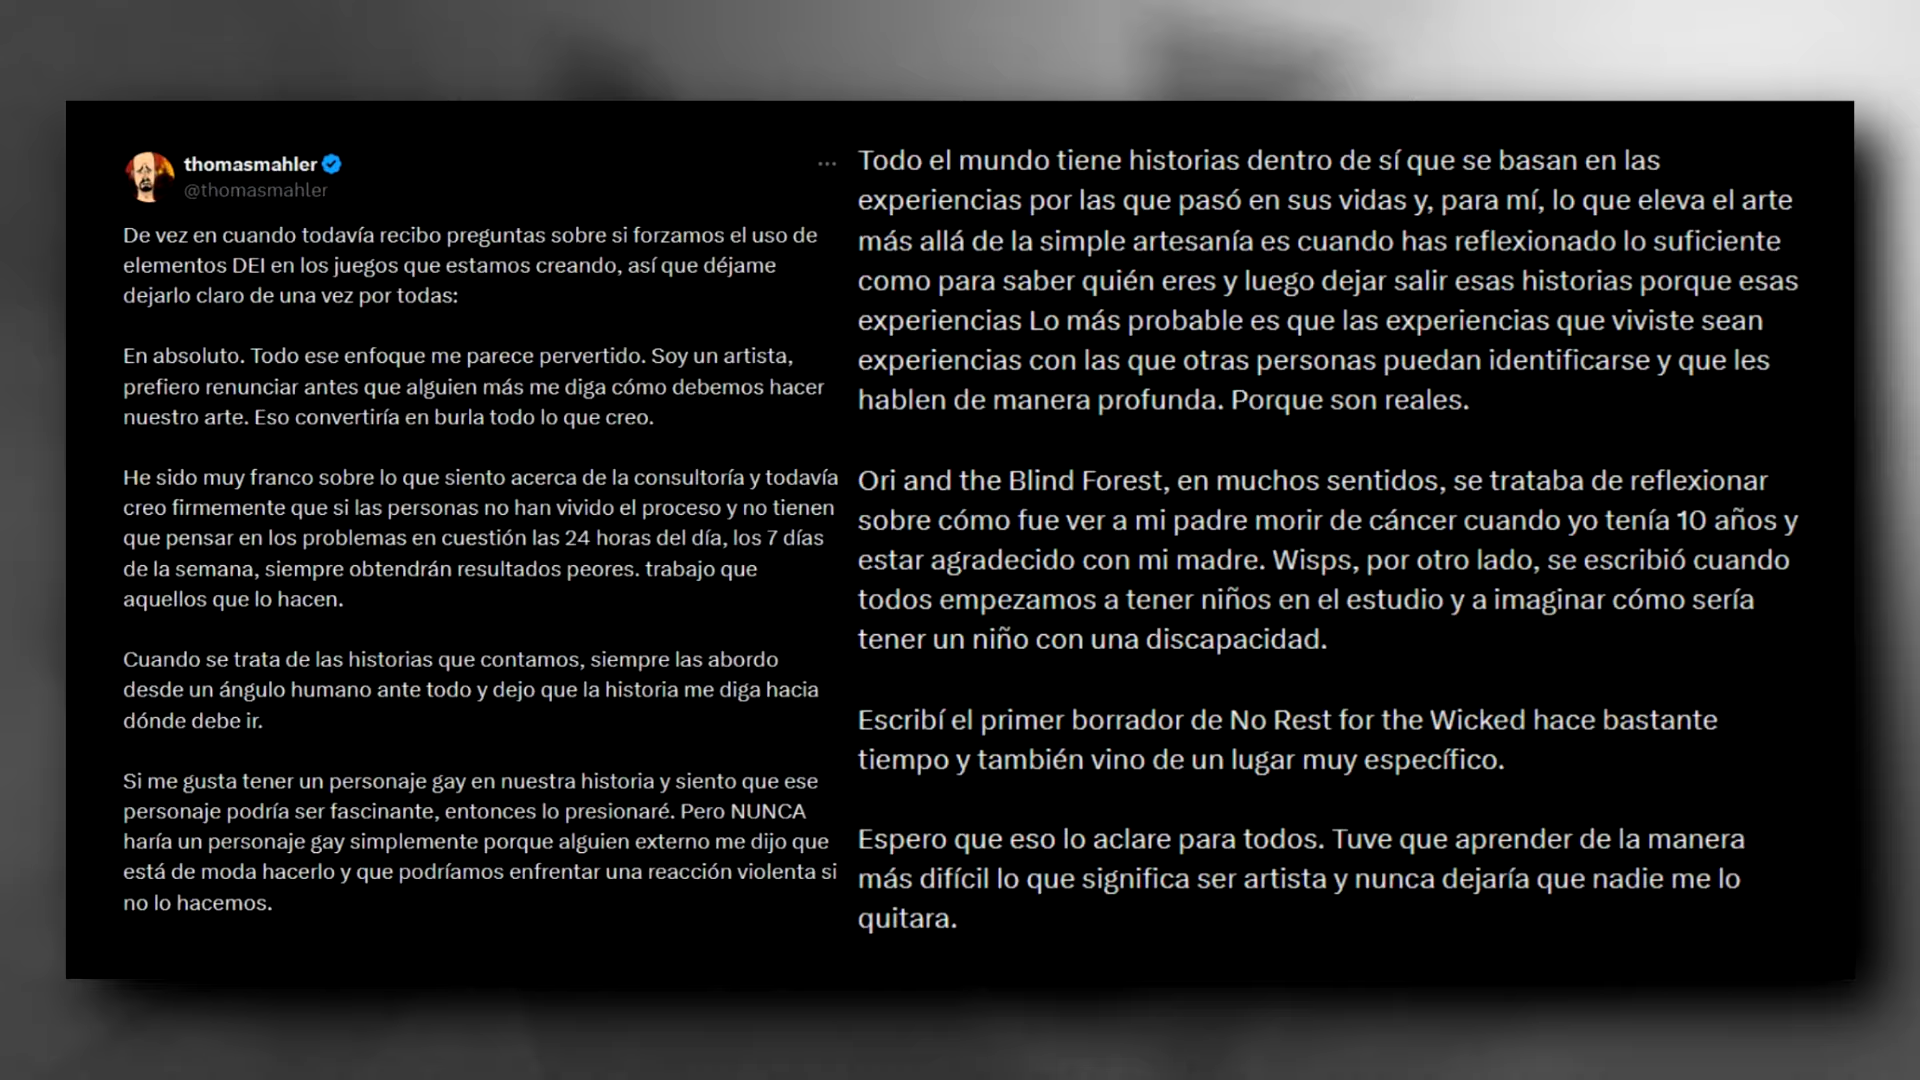 thomasmahler
@thomasmahler
De vez en cuando todavía recibo preguntas sobre si forzamos el uso de
elementos DEI en los juegos que estamos creando, así que déjame
dejarlo claro de una vez por todas:
En absoluto. Todo ese enfoque me parece pervertido. Soy un artista,
prefiero renunciar antes que alguien más me diga cómo debemos hacer
nuestro arte. Eso convertiría en burla todo lo que creo.
He sido muy franco sobre lo que siento acerca de la consultoría y todavía
creo firmemente que si las personas no han vivido el proceso y no tienen
que pensar en los problemas en cuestión las 24 horas del día, los 7 días
de la semana, siempre obtendrán resultados peores. trabajo que
aquellos que lo hacen.
Cuando se trata de las historias que contamos, siempre las abordo
desde un ángulo humano ante todo y dejo que la historia me diga hacia
dónde debe ir.
Si me gusta tener un personaje gay en nuestra historia y siento que ese
personaje podría ser fascinante, entonces lo presionaré. Pero NUNCA
haría un personaje gay simplemente porque alguien externo me dijo que
está de moda hacerlo y que podríamos enfrentar una reacción violenta si
no lo hacemos.
Todo el mundo tiene historias dentro de sí que se basan en las
experiencias por las que pasó en sus vidas y, para mí, lo que eleva el arte
más allá de la simple artesanía es cuando has reflexionado lo suficiente
como para saber quién eres y luego dejar salir esas historias porque esas
experiencias Lo más probable es que las experiencias que viviste sean
experiencias con las que otras personas puedan identificarse y que les
hablen de manera profunda. Porque son reales.
Ori and the Blind Forest, en muchos sentidos, se trataba de reflexionar
sobre cómo fue ver a mi padre morir de cáncer cuando yo tenía 10 años y
estar agradecido con mi madre. Wisps, por otro lado, se escribió cuando
todos empezamos a tener niños en el estudio y a imaginar cómo sería
tener un niño con una discapacidad.
Escribí el primer borrador de No Rest for the Wicked hace bastante
tiempo y también vino de un lugar muy específico.
Espero que eso lo aclare para todos. Tuve que aprender de la manera
más difícil lo que significa ser artista y nunca dejaría que nadie me lo
quitara.